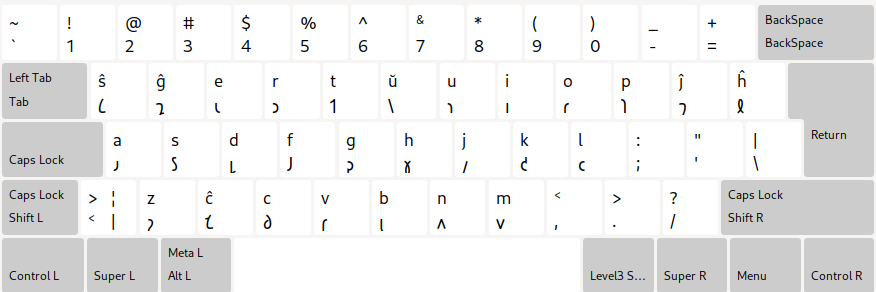 ~ ! @ # $ % ^ & * ( ) _ + BackSpace
` 1 2 3 4 5 6 7 8 9 0 - = BackSpace
Left Tab ŝ ĝ e r t ŭ u i o p ĵ ĥ
Tab \
a s d f g h j k l : " | Return
Caps Lock ; ' \
Caps Lock > ¦ z ĉ c v b n m < > ? Caps Lock
Shift L < | , . / Shift R
Meta L
Control L Super L Alt L Level3 S... Super R Menu Control R